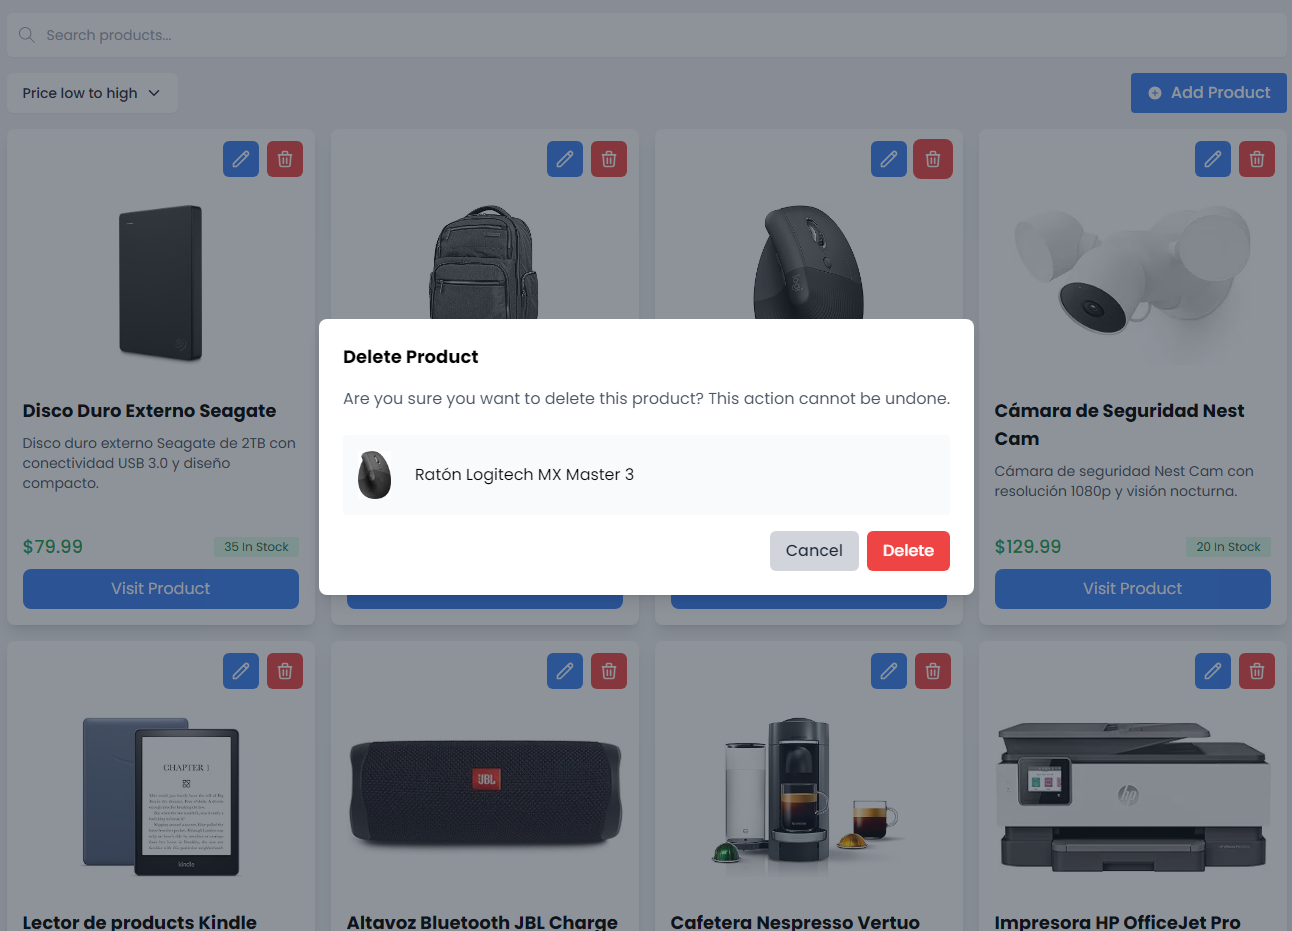 Search products...
Price low to high
Add Product
Delete Product
Are you sure you want to delete this product? This action cannot be undone.
Ratón Logitech MX Master 3
Cancel
Delete
Disco Duro Externo Seagate
Disco duro externo Seagate de 2TB con
conectividad USB 3.0 y diseño
compacto.
$79.99
35 In Stock
Visit Product
Cámara de Seguridad Nest
Cam
Cámara de seguridad Nest Cam con
resolución 1080p y visión nocturna.
$129.99
20 In Stock
Visit Product
CHAPTER 1
kindle
JBL
hp
Lector de products Kindle
Altavoz Bluetooth JBL Charge
Cafetera Nespresso Vertuo
Impresora HP OfficeJet Pro